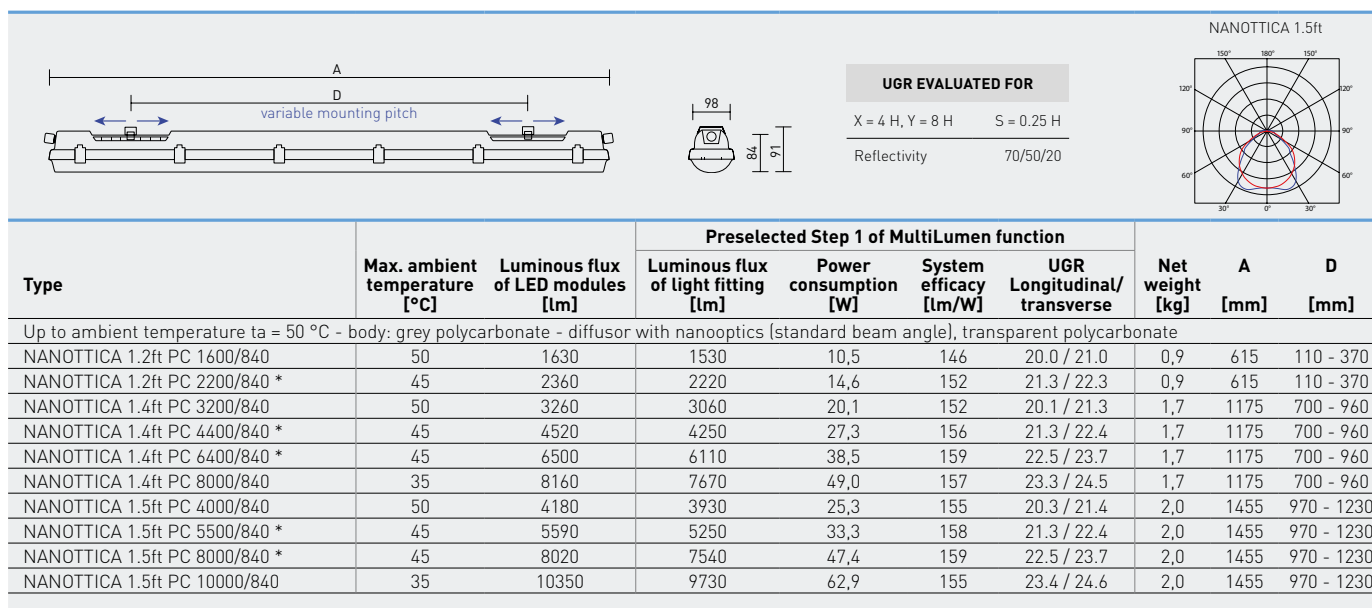 NANOTTICA 1.5ft
150° 180° 150°
120° 120°
90° 90°
60° 60°
30° 0° 30°
A
D
variable mounting pitch
98
84
91
UGR EVALUATED FOR
X = 4 H, Y = 8 H S = 0.25 H
Reflectivity 70/50/20
Preselected Step 1 of MultiLumen function
Type Max. ambient temperature [°C] Luminous flux of LED modules [lm] Luminous flux of light fitting [lm] Power consumption [W] System efficacy [lm/W] UGR Longitudinal/ transverse Net weight [kg] A [mm] D [mm]
Up to ambient temperature ta = 50 °C - body: grey polycarbonate - diffusor with nanooptics (standard beam angle), transparent polycarbonate
NANOTTICA 1.2ft PC 1600/840 50 1630 1530 10,5 146 20.0 / 21.0 0,9 615 110 - 370
NANOTTICA 1.2ft PC 2200/840 * 45 2360 2220 14,6 152 21.3 / 22.3 0,9 615 110 - 370
NANOTTICA 1.4ft PC 3200/840 50 3260 3060 20,1 152 20.1 / 21.3 1,7 1175 700 - 960
NANOTTICA 1.4ft PC 4400/840 * 45 4520 4250 27,3 156 21.3 / 22.4 1,7 1175 700 - 960
NANOTTICA 1.4ft PC 6400/840 * 45 6500 6110 38,5 159 22.5 / 23.7 1,7 1175 700 - 960
NANOTTICA 1.4ft PC 8000/840 35 8160 7670 49,0 157 23.3 / 24.5 1,7 1175 700 - 960
NANOTTICA 1.5ft PC 4000/840 50 4180 3930 25,3 155 20.3 / 21.4 2,0 1455 970 - 1230
NANOTTICA 1.5ft PC 5500/840 * 45 5590 5250 33,3 158 21.3 / 22.4 2,0 1455 970 - 1230
NANOTTICA 1.5ft PC 8000/840 * 45 8020 7540 47,4 159 22.5 / 23.7 2,0 1455 970 - 1230
NANOTTICA 1.5ft PC 10000/840 35 10350 9730 62,9 155 23.4 / 24.6 2,0 1455 970 - 1230